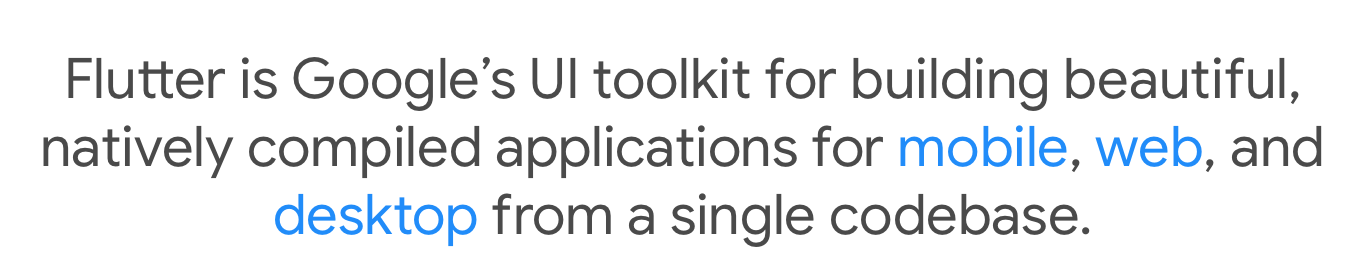 Flutter is Google’s UI toolkit for building beautiful,
natively compiled applications for mobile, web, and
desktop from a single codebase.